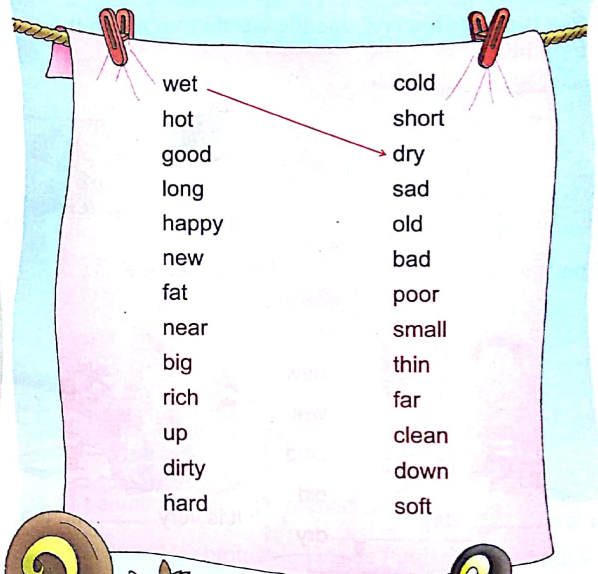 wet cold
hot short
good dry
long sad
happy old
new bad
fat poor
near small
big thin
rich far
up clean
dirty down
hard soft